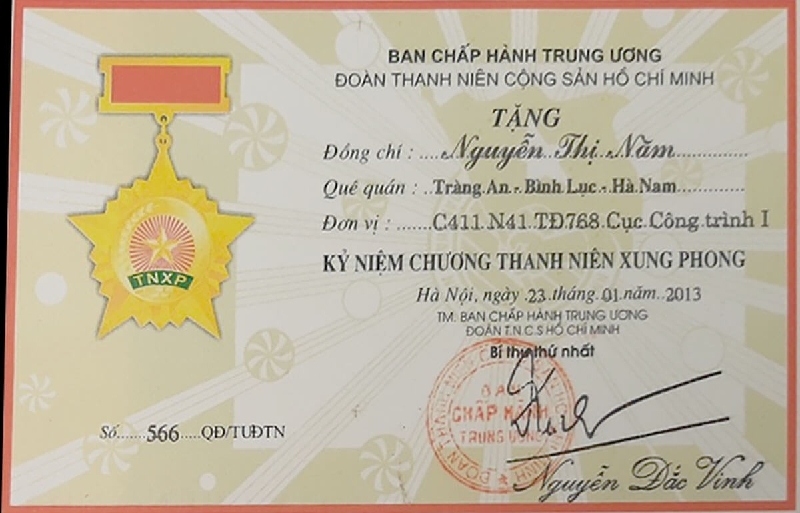 BAN CHẤP HÀNH TRUNG ƯƠNG
ĐOÀN THANH NIÊN CỘNG SẢN HỒ CHÍ MINH
TẶNG
Đồng chí : ....Nguyễn Thị Năm..............
Quê quán : ..Tràng An - Bình Lục - Hà Nam..............
Đơn vị : .......C411 N41 TĐ768 Cục Công trình I
KỶ NIỆM CHƯƠNG THANH NIÊN XUNG PHONG
Hà Nội, ngày .23.tháng..01.năm..2013
TM. BAN CHẤP HÀNH TRUNG ƯƠNG
ĐOÀN T.N.C.S HỒ CHÍ MINH
Bí thư thứ nhất
BAN
CHẤP HÀNH
TRUNG ƯƠNG
Nguyễn Đắc Vinh
TNXP
Số.......566.....QĐ/TUĐTN